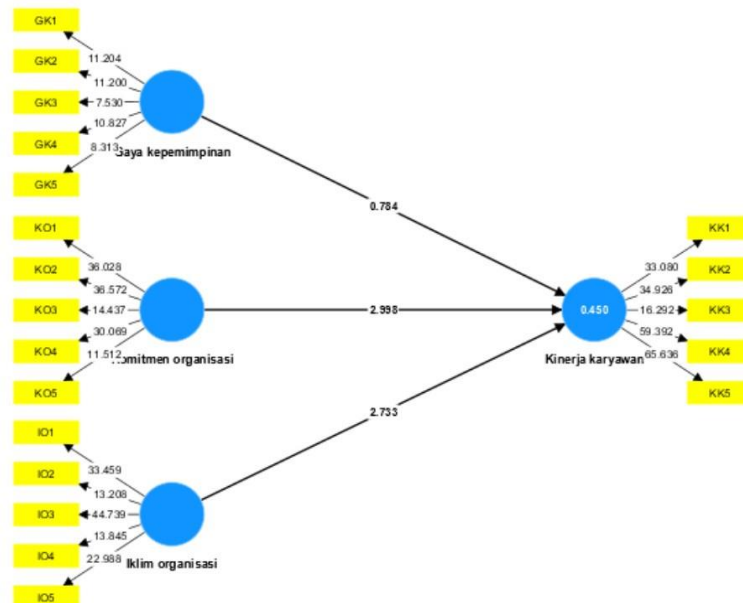 GK1
11.204
GK2
11.200
GK3
7.530
GK4
10.827
GK5
8.313
kepemimpinan
KO1
36.028
KO2
36.572
KO3
14.437
KO4
30.069
KO5
11.512
organisasi
IO1
33.459
IO2
13.208
IO3
44.739
IO4
13.845
IO5
22.988
Iklim organisasi
0.784
2.998
2.733
0.450
Kinerja karyawan
KK1
33.080
KK2
34.926
KK3
16.292
KK4
59.392
KK5
65.636